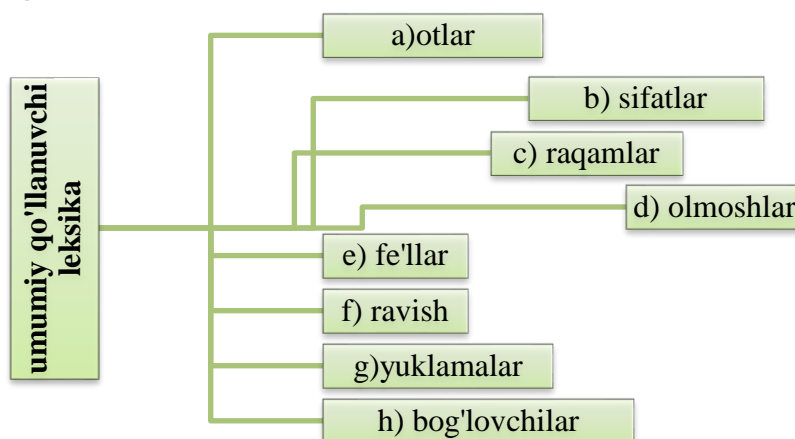 umumiy qo'llanuvchi
leksika
a)otlar
b) sifatlar
c) raqamlar
d) olmoshlar
e) fe'llar
f) ravish
g)yuklamalar
h) bog'lovchilar